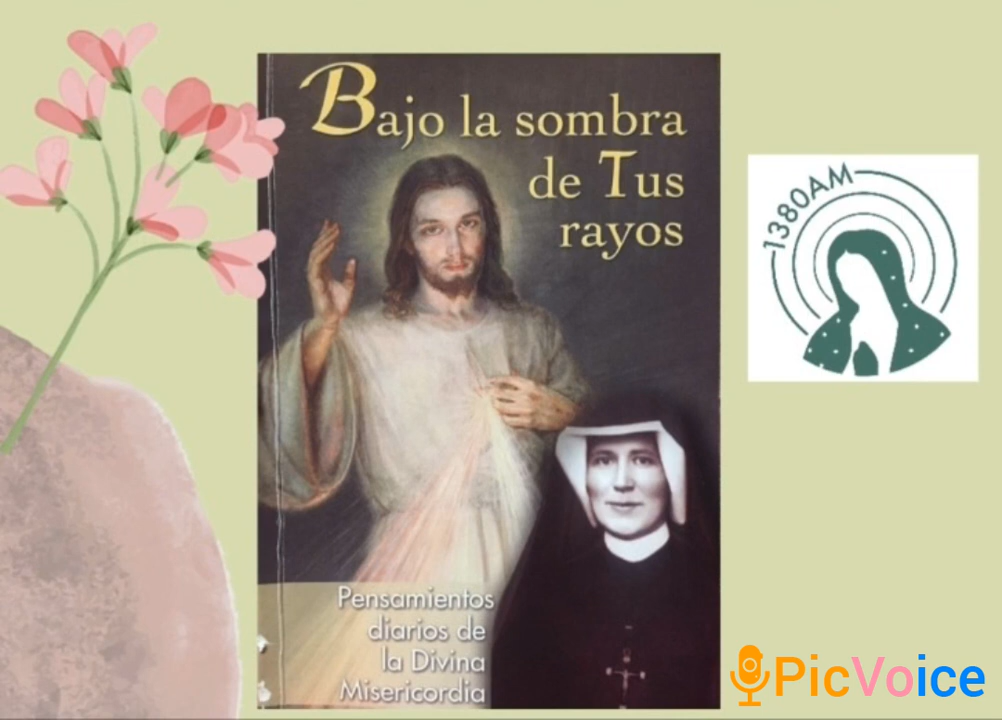 Bajo la sombra
de Tus
rayos
1380AM
Pensamientos
diarios de
la Divina
Misericordia
PicVoice